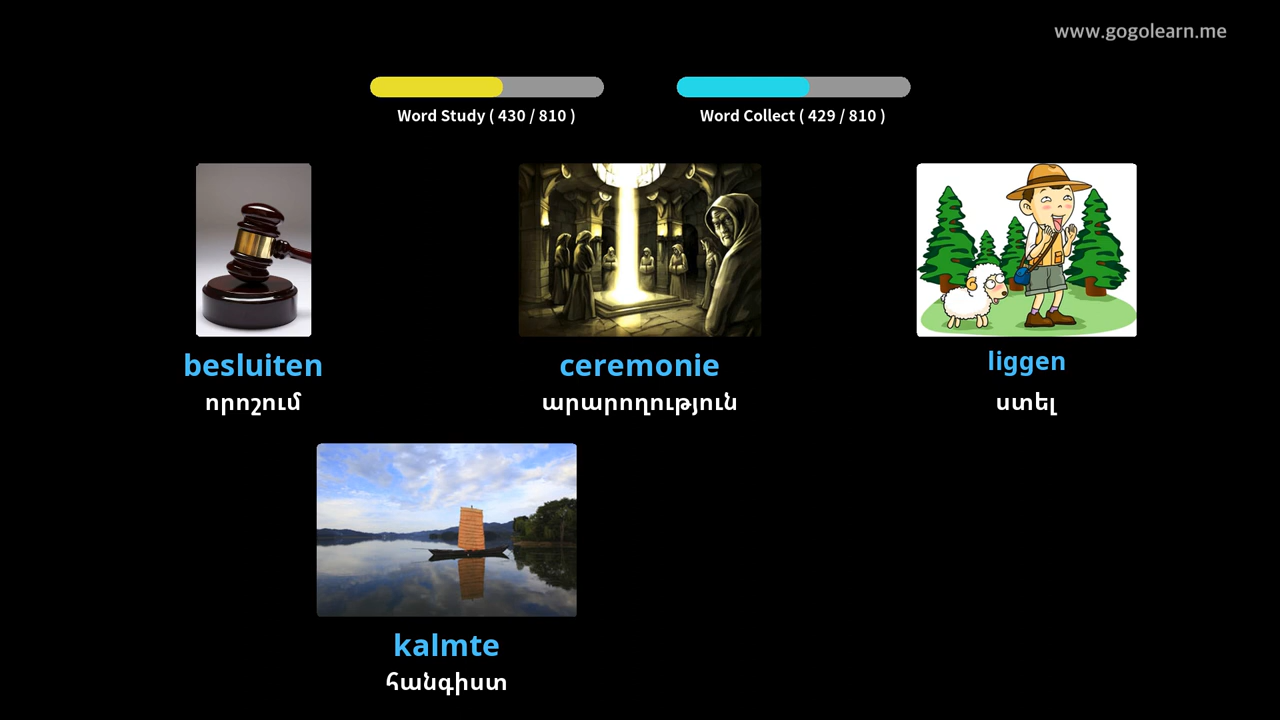 www.gogolearn.me
Word Study ( 430 / 810 )
Word Collect ( 429 / 810 )
besluiten
որոշում
ceremonie
արարողություն
liggen
ստել
kalmte
հանգիստ